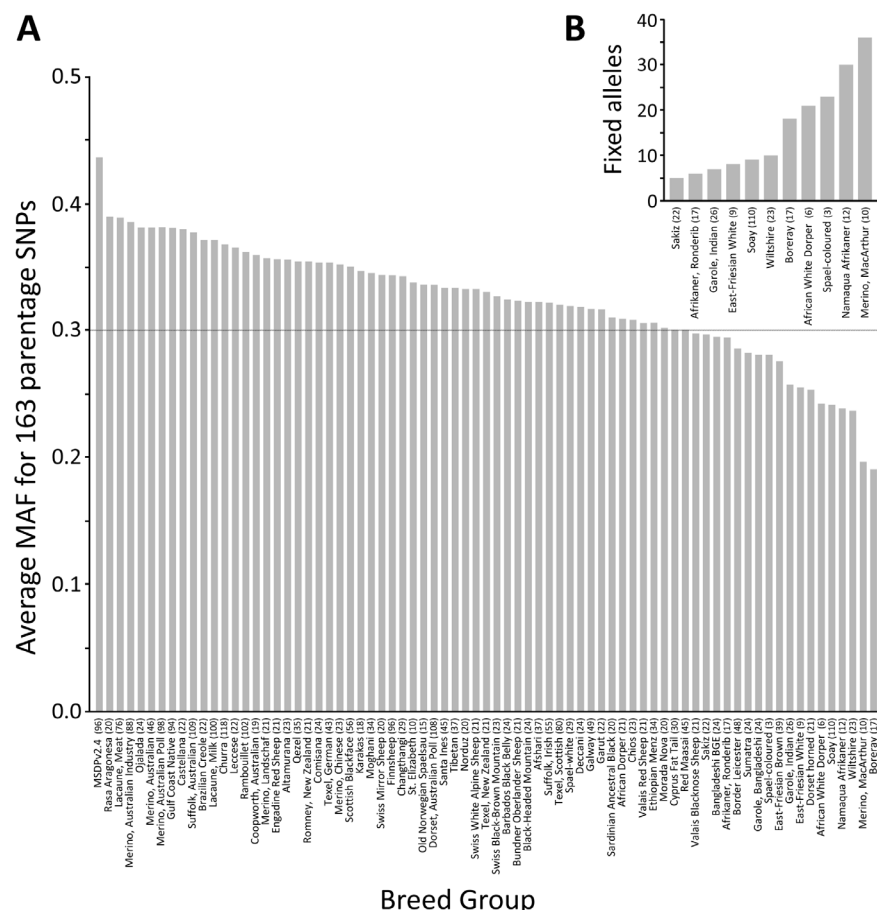 A
Average MAF for 163 parentage SNPs
0.5
0.4
0.3
0.2
0.1
0.0
MSDPv2.4 (96)
Rasa Aragonesa (20)
Lacaune, Meat (76)
Merino, Australian Industry (88)
Ojalada (24)
Merino, Australian (46)
Merino, Australian Poll (98)
Gulf Coast Native (94)
Castellana (22)
Suffolk, Australian (109)
Brazilian Creole (22)
Lacaune, Milk (100)
Churra (118)
Leccese (22)
Rambouillet (102)
Coopworth, Australian (19)
Merino, Landschaf (21)
Engadine Red Sheep (21)
Altamurana (23)
Qezel (35)
Romney, New Zealand (21)
Comisana (24)
Texel, German (43)
Merino, Chinese (23)
Scottish Blackface (56)
Karakas (18)
Moghani (34)
Swiss Mirror Sheep (20)
Finnsheep (96)
Changthangi (29)
St. Elizabeth (10)
Old Norwegian Spaelsau (15)
Dorset, Australian Poll (108)
Santa Ines (45)
Tibetan (37)
Norduz (20)
Swiss White Alpine Sheep (21)
Texel, New Zealand (21)
Swiss Black-Brown Mountain (23)
Barbados Black Belly (24)
Bundner Oberlander Sheep (21)
Black-Headed Mountain (24)
Afshari (37)
Suffolk, Irish (55)
Texel, Scottish (80)
Spael-white (29)
Deccani (24)
Galway (49)
Garut (22)
Sardinian Ancestral Black (20)
African Dorper (21)
Chios (23)
Valais Red Sheep (21)
Ethiopian Menz (34)
Morada Nova (20)
Cyprus Fat Tail (30)
Red Maasai (45)
Valais Blacknose Sheep (21)
Sakiz (22)
Bangladeshi BGE (24)
Afrikaner, Ronderib (17)
Border Leicester (48)
Sumatra (24)
Garole, Bangladeshi (24)
Spael-coloured (3)
East-Friesian Brown (39)
Garole, Indian (26)
East-Friesian White (9)
Dorset horned (21)
African White Dorper (6)
Soay (110)
Namaqua Afrikaner (12)
Wiltshire (23)
Merino, MacArthur (10)
Boreray (17)
Breed Group
B
Fixed alleles
40
30
20
10
0
Sakiz (22)
Afrikaner, Ronderib (17)
Garole, Indian (26)
East-Friesian White (9)
Soay (110)
Wiltshire (23)
Boreray (17)
African White Dorper (6)
Spael-coloured (3)
Namaqua Afrikaner (12)
Merino, MacArthur (10)